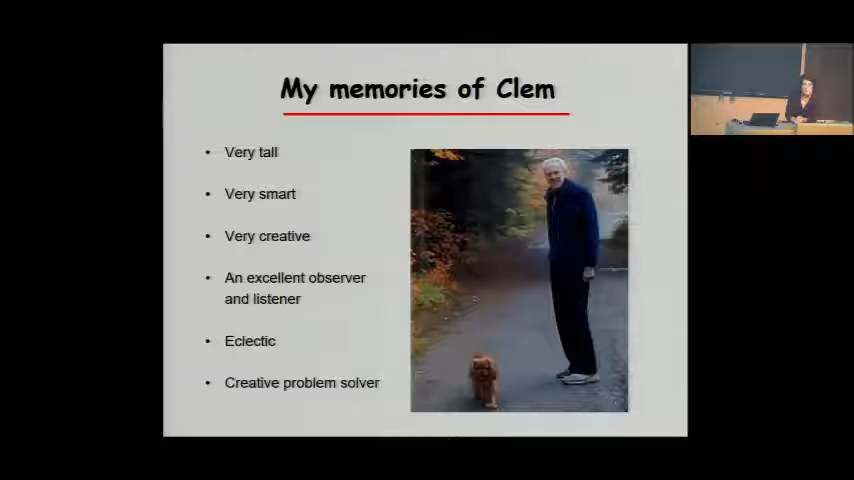 My memories of Clem
• Very tall
• Very smart
• Very creative
• An excellent observer
and listener
• Eclectic
• Creative problem solver